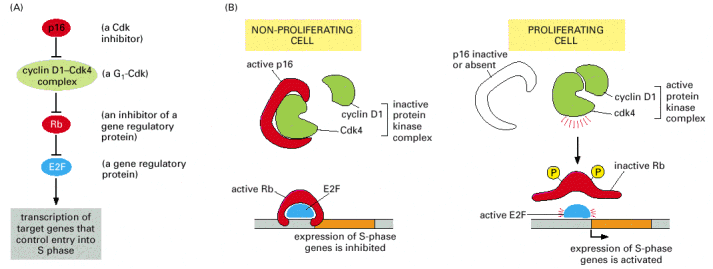 (A)
p16
(a Cdk
inhibitor)
cyclin D1–Cdk4
complex
(a G1-Cdk)
Rb
(an inhibitor of a
gene regulatory
protein)
E2F
(a gene regulatory
protein)
transcription of
target genes that
control entry into
S phase
(B)
NON-PROLIFERATING
CELL
active p16
cyclin D1
Cdk4
inactive
protein
kinase
complex
active Rb
E2F
expression of S-phase
genes is inhibited
PROLIFERATING
CELL
p16 inactive
or absent
cyclin D1
cdk4
active
protein
kinase
complex
P
P
inactive Rb
active E2F
expression of S-phase
genes is activated